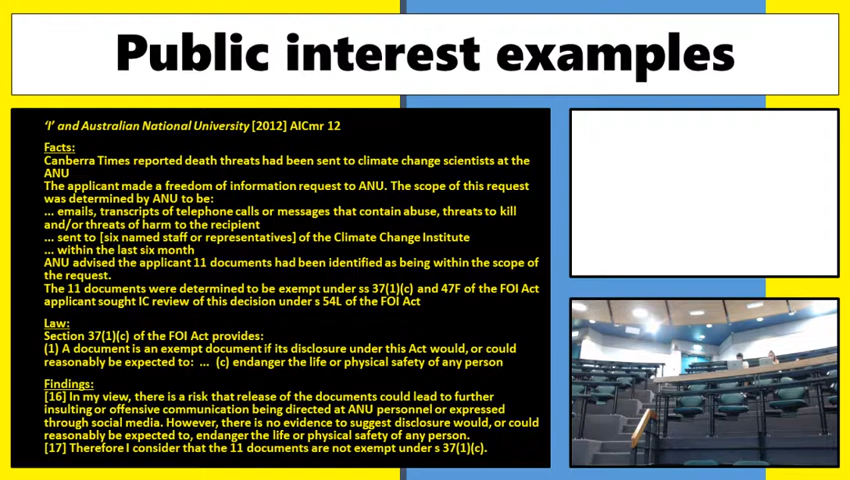 Public interest examples
‘I’ and Australian National University [2012] AICmr 12
Facts:
Canberra Times reported death threats had been sent to climate change scientists at the
ANU
The applicant made a freedom of information request to ANU. The scope of this request
was determined by ANU to be:
... emails, transcripts of telephone calls or messages that contain abuse, threats to kill
and/or threats of harm to the recipient
... sent to [six named staff or representatives] of the Climate Change Institute
... within the last six month
ANU advised the applicant 11 documents had been identified as being within the scope of
the request.
The 11 documents were determined to be exempt under ss 37(1)(c) and 47F of the FOI Act
applicant sought IC review of this decision under s 54L of the FOI Act
Law:
Section 37(1)(c) of the FOI Act provides:
(1) A document is an exempt document if its disclosure under this Act would, or could
reasonably be expected to: ... (c) endanger the life or physical safety of any person
Findings:
[16] In my view, there is a risk that release of the documents could lead to further
insulting or offensive communication being directed at ANU personnel or expressed
through social media. However, there is no evidence to suggest disclosure would, or could
reasonably be expected to, endanger the life or physical safety of any person.
[17] Therefore I consider that the 11 documents are not exempt under s 37(1)(c).